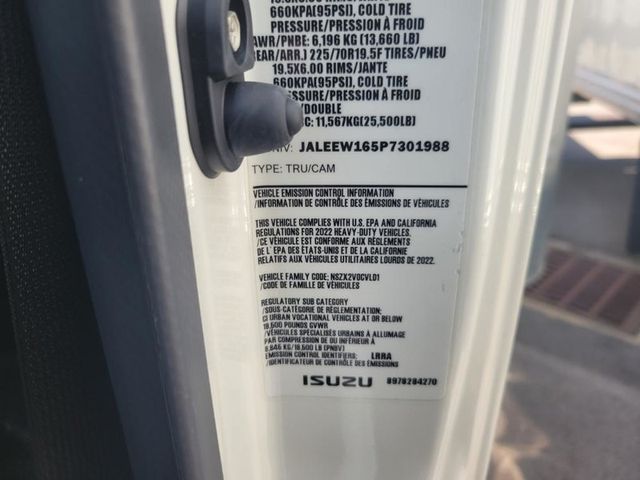 660KPA(95PSI), COLD TIRE
PRESSURE/PRESSION À FROID
AWR/PNBE: 6,196 KG (13,660 LB)
REAR/ARR.) 225/70R19.5F TIRES/PNEU
19.5X6.00 RIMS/JANTE
660KPA(95PSI), COLD TIRE
PRESSURE/PRESSION À FROID
/DOUBLE
C: 11,567KG(25,500LB)
NIV: JALEEW165P7301988
TYPE: TRU/CAM
VEHICLE EMISSION CONTROL INFORMATION
/INFORMATION DE CONTRÔLE DES ÉMISSIONS DE VÉHICULES
THIS VEHICLE COMPLIES WITH U.S. EPA AND CALIFORNIA
REGULATIONS FOR 2022 HEAVY-DUTY VEHICLES.
/CE VÉHICULE EST CONFORME AUX RÉGLEMENTS
DE L'EPA DES ÉTATS-UNIS ET DE LA CALIFORNIE
RELATIFS AUX VÉHICULES UTILITAIRES LOURDS DE 2022.
VEHICLE FAMILY CODE: NSZX2VOCVL01
/CODE DE FAMILLE DE VÉHICULES
REGULATORY SUB CATEGORY
/SOUS-CATÉGORIE DE RÉGLEMENTATION:
CI URBAN VOCATIONAL VEHICLES AT OR BELOW
19,500 POUNDS GVWR
/VÉHICULES SPÉCIALISÉS URBAINS À ALLUMAGE
PAR COMPRESSION DE OU INFÉRIEUR À
8,846 KG/19,500 LB (PNBV)
EMISSION CONTROL IDENTIFIERS: LRRA
/IDENTIFICATEUR DE CONTRÔLE DES ÉMISSIONS
ISUZU 8978284270